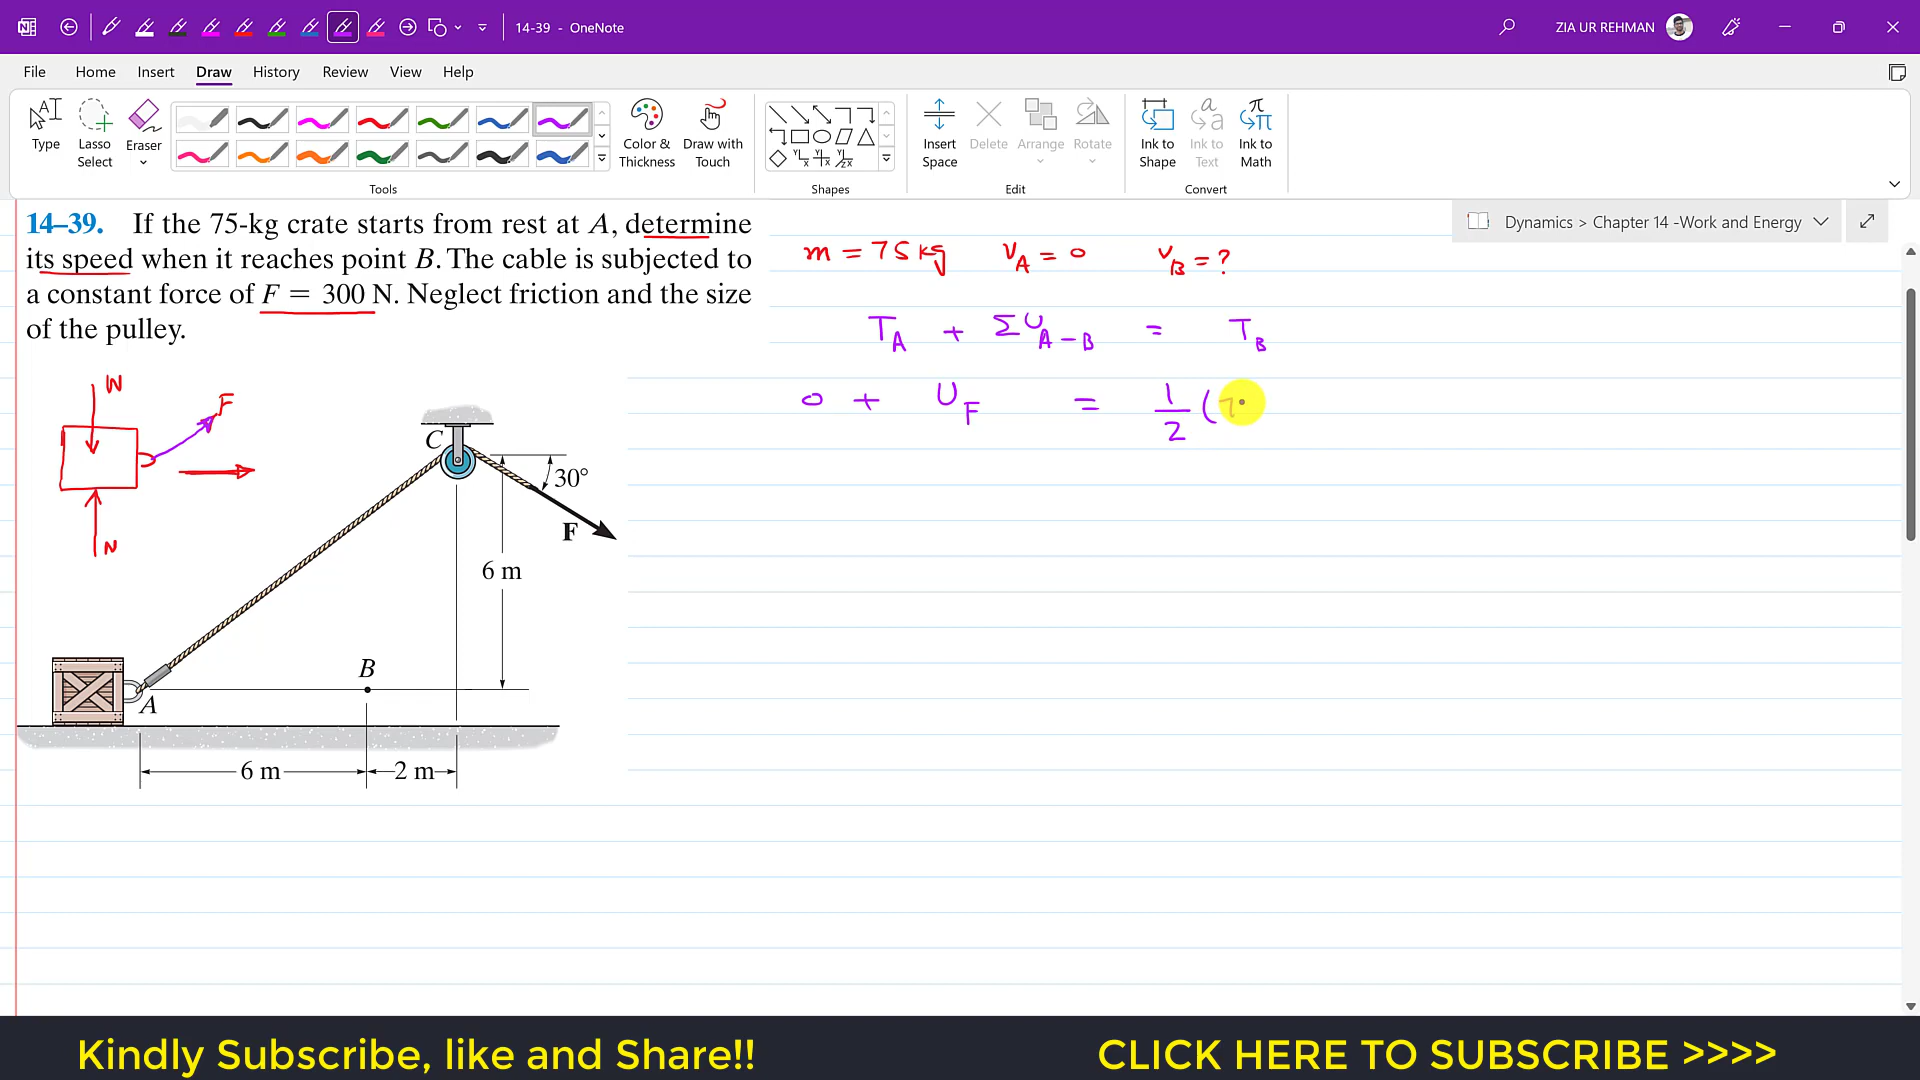 14-39 - OneNote
ZIA UR REHMAN
File Home Insert Draw History Review View Help
Type
Lasso Select
Eraser
Color & Thickness
Draw with Touch
Insert Space
Delete
Arrange
Rotate
Ink to Shape
Ink to Text
Ink to Math
Tools
Shapes
Edit
Convert
Dynamics > Chapter 14 -Work and Energy
14–39. If the 75-kg crate starts from rest at A, determine
its speed when it reaches point B. The cable is subjected to
a constant force of F = 300 N. Neglect friction and the size
of the pulley.
m = 75 kg V_A = 0 V_B = ?
T_A + ΣU_A-B = T_B
0 + U_F = 1/2 (7
W
F
N
C
30°
F
6 m
B
A
6 m
2 m
Kindly Subscribe, like and Share!!
CLICK HERE TO SUBSCRIBE >>>>